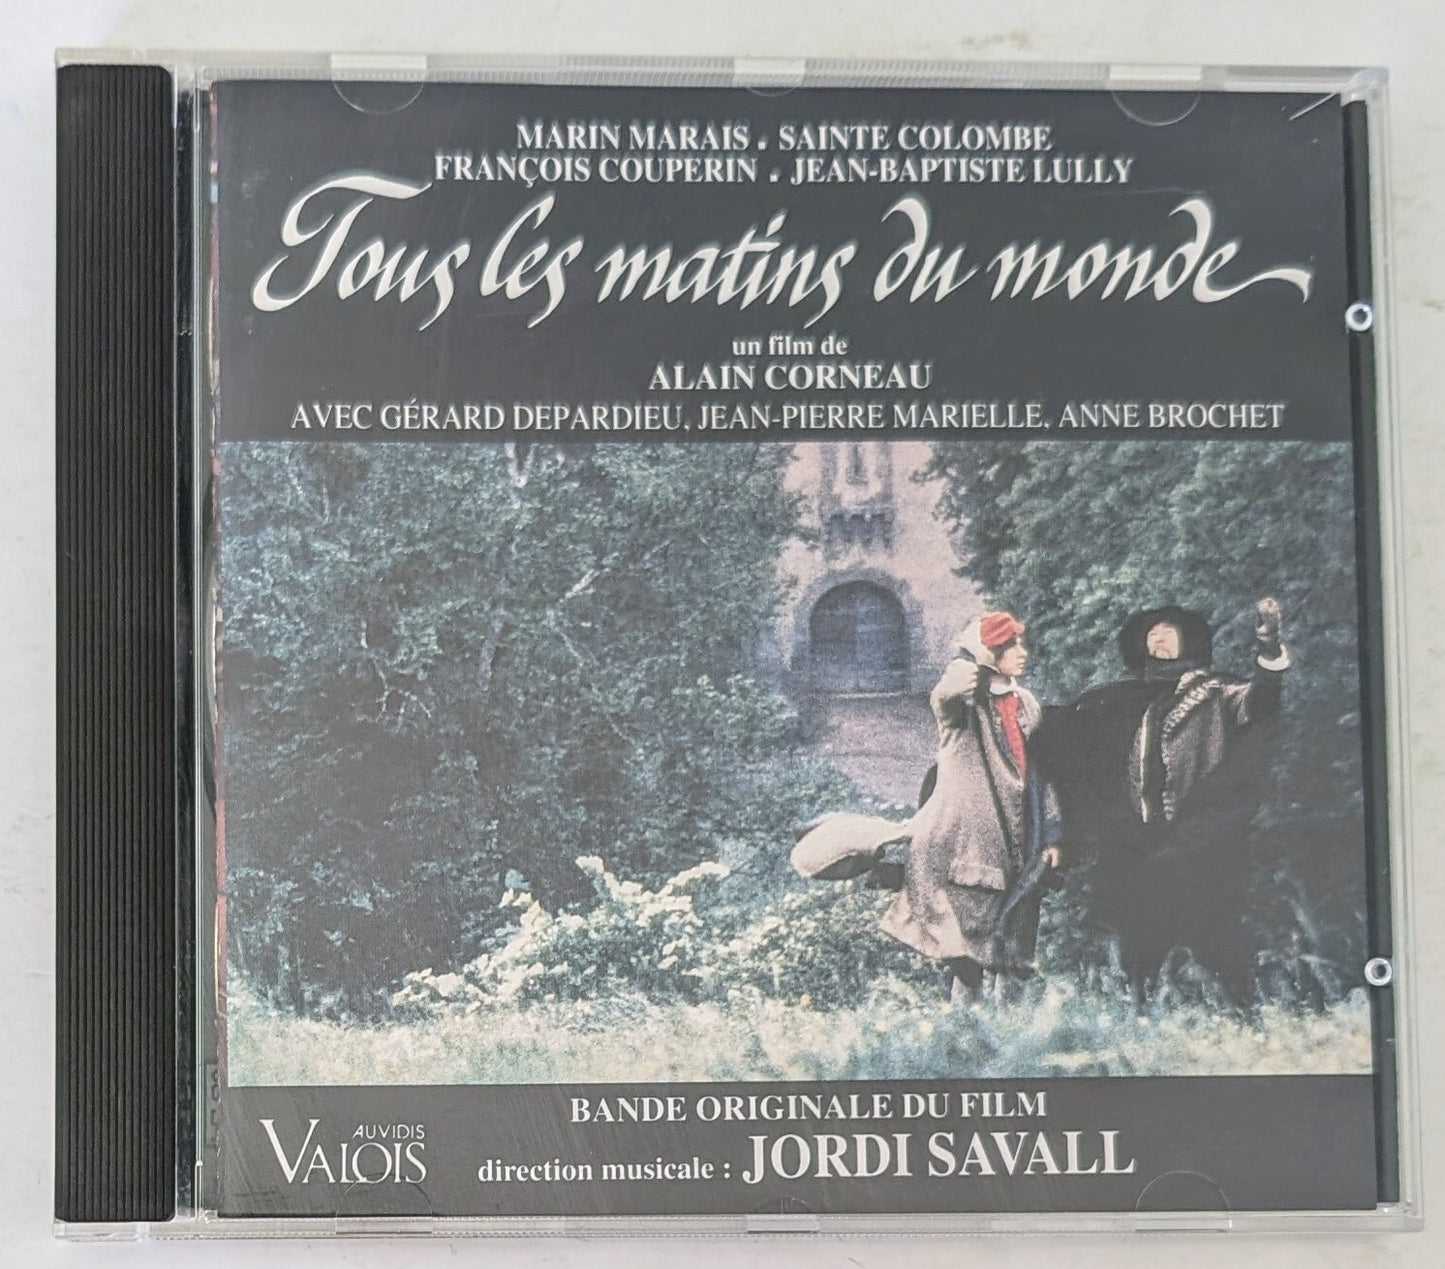 MARIN MARAIS . SAINTE COLOMBE
FRANÇOIS COUPERIN . JEAN-BAPTISTE LULLY
Tous les matins du monde
un film de
ALAIN CORNEAU
AVEC GÉRARD DEPARDIEU, JEAN-PIERRE MARIELLE, ANNE BROCHET
BANDE ORIGINALE DU FILM
direction musicale : JORDI SAVALL
AUVIDIS
VALOIS